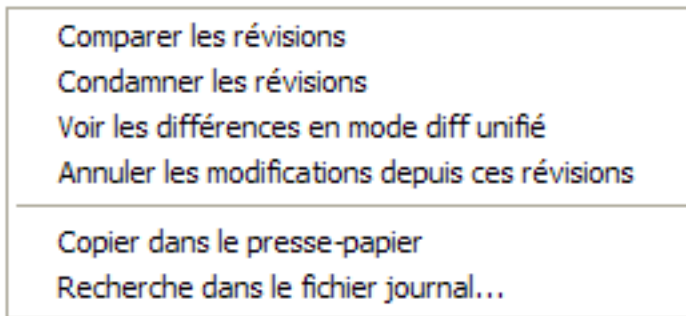 Comparer les révisions
Condamner les révisions
Voir les différences en mode diff unifié
Annuler les modifications depuis ces révisions
Copier dans le presse-papier
Recherche dans le fichier journal...